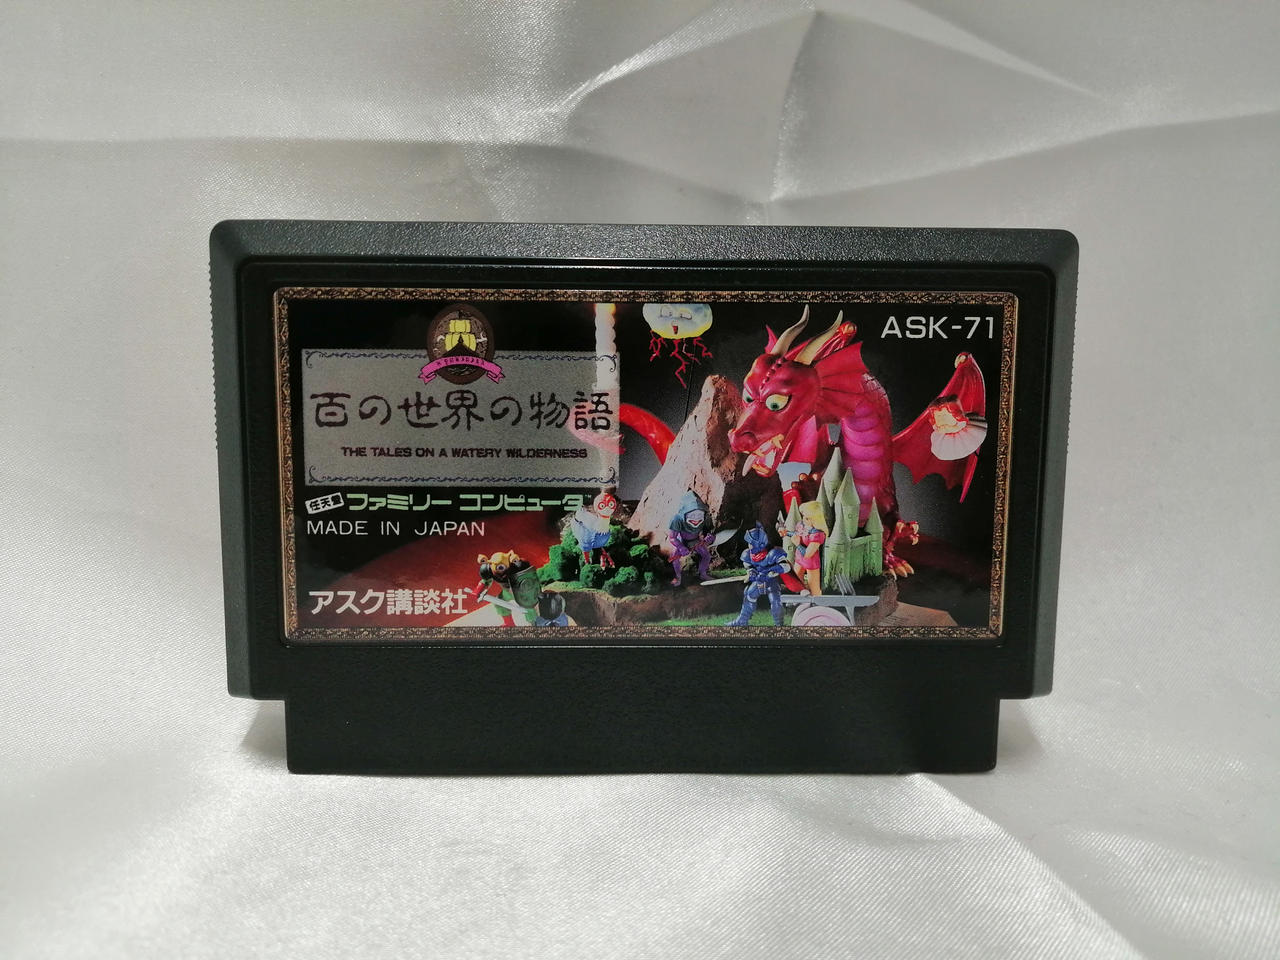 ASK-71
百の世界の物語
THE TALES ON A WATERY WILDERNESS
任天堂 ファミリー コンピュータ
MADE IN JAPAN
アスク講談社